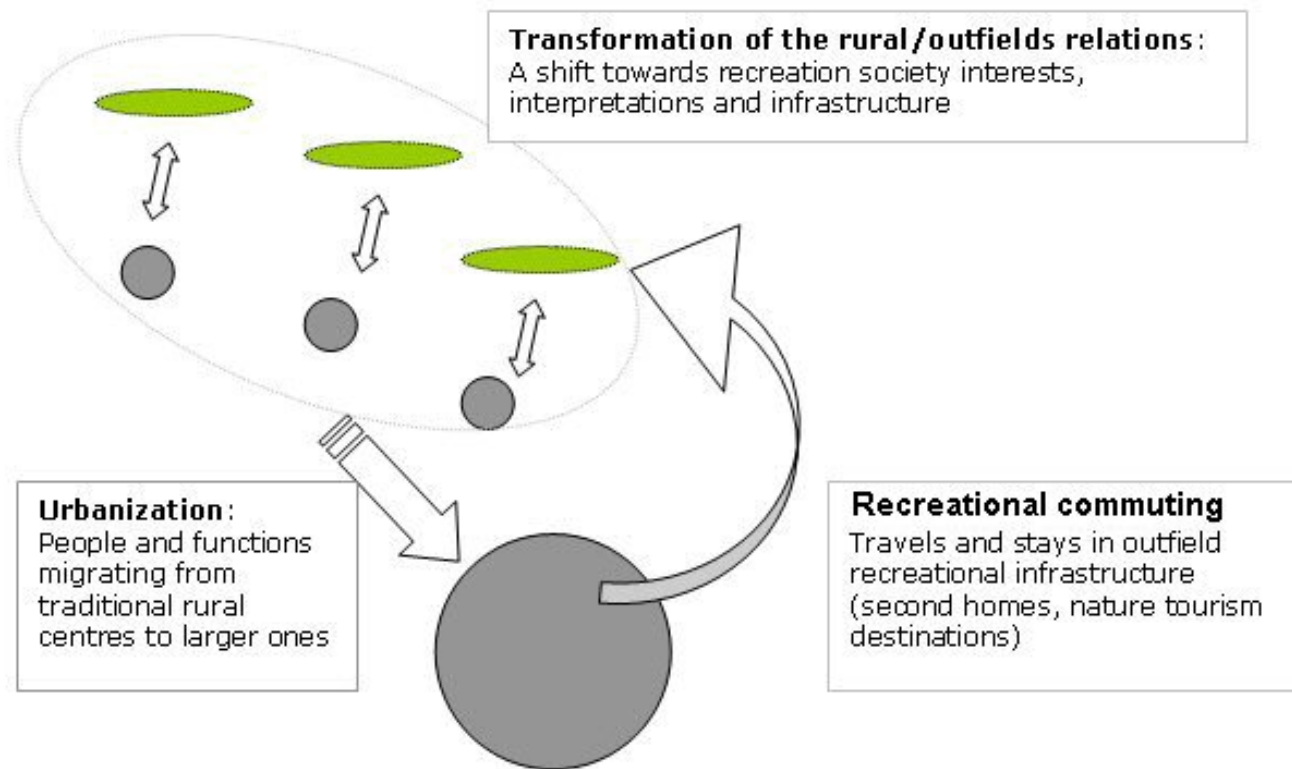 Transformation of the rural/outfields relations:
A shift towards recreation society interests,
interpretations and infrastructure
Urbanization:
People and functions
migrating from
traditional rural
centres to larger ones
Recreational commuting
Travels and stays in outfield
recreational infrastructure
(second homes, nature tourism
destinations)